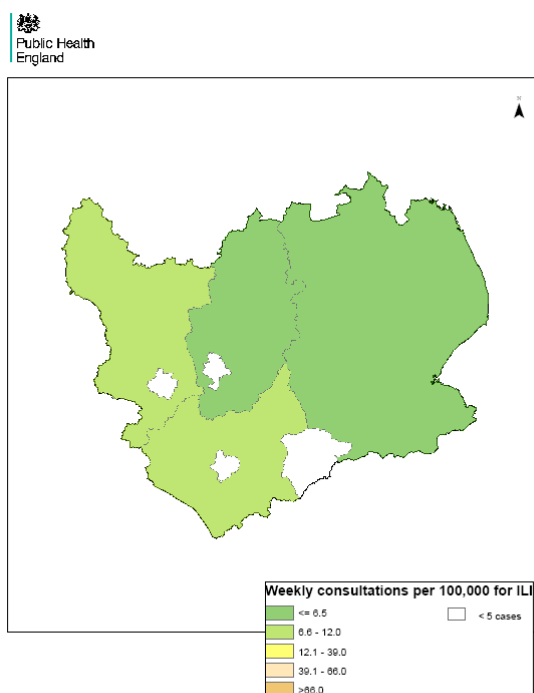 Public Health
England
N
Weekly consultations per 100,000 for ILI
<= 6.5
< 5 cases
6.6 - 12.0
12.1 - 39.0
39.1 - 66.0
>66.0